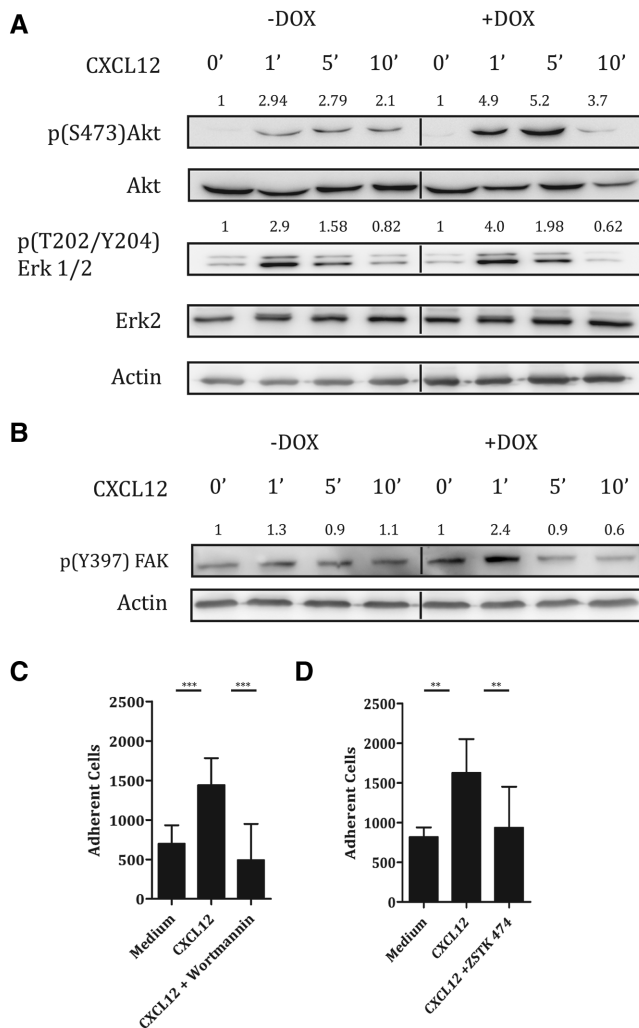 A
-DOX +DOX
CXCL12 0’ 1’ 5’ 10’ 0’ 1’ 5’ 10’
1 2.94 2.79 2.1 1 4.9 5.2 3.7
p(S473)Akt
Akt
1 2.9 1.58 0.82 1 4.0 1.98 0.62
p(T202/Y204)
Erk 1/2
Erk2
Actin
B
-DOX +DOX
CXCL12 0’ 1’ 5’ 10’ 0’ 1’ 5’ 10’
1 1.3 0.9 1.1 1 2.4 0.9 0.6
p(Y397) FAK
Actin
C
*** ***
2500
2000
1500
1000
500
0
Adherent Cells
Medium
CXCL12
CXCL12 + Wortmannin
D
** **
2500
2000
1500
1000
500
0
Adherent Cells
Medium
CXCL12
CXCL12 +ZSTK 474